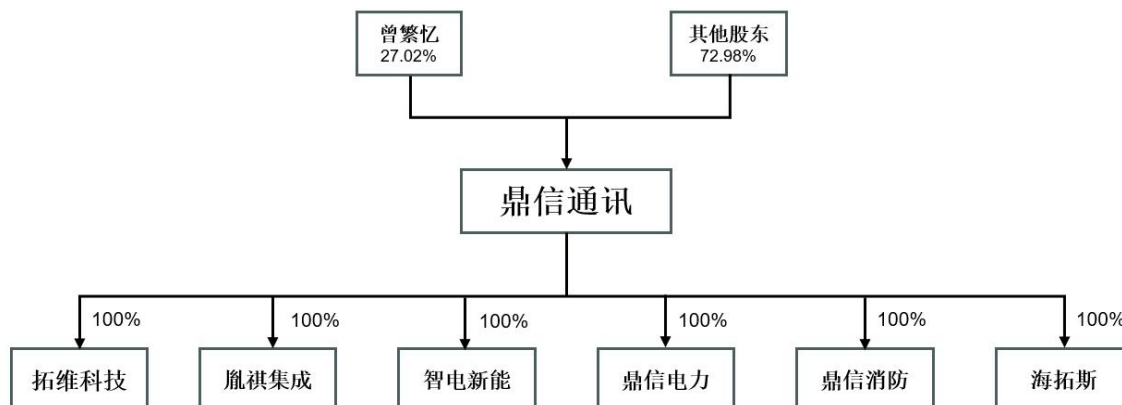 曾繁忆
27.02%
其他股东
72.98%
鼎信通讯
100%
100%
100%
100%
100%
100%
拓维科技
胤祺集成
智电新能
鼎信电力
鼎信消防
海拓斯